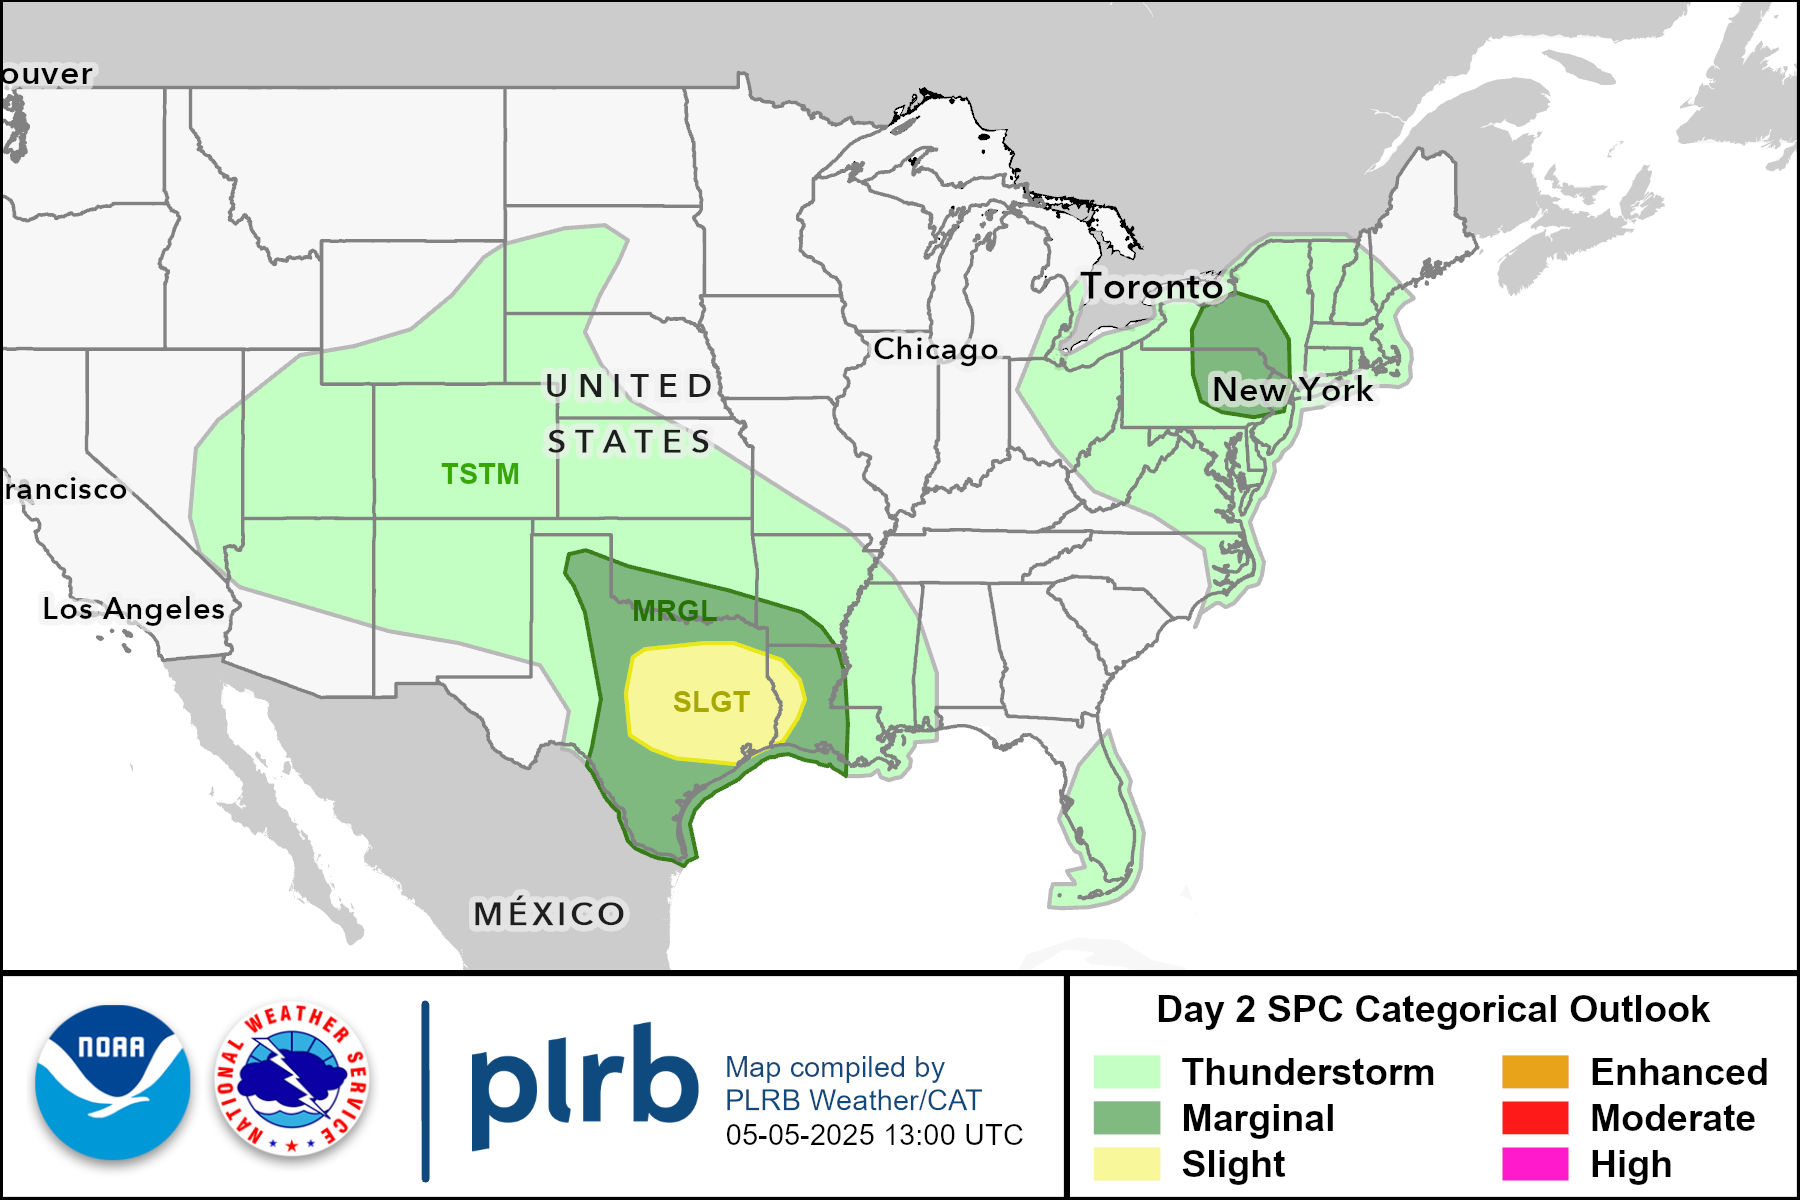 ouver
Toronto
Chicago
UNITED
New York
STATES
TSTM
rancisco
Los Angeles
MRGL
SLGT
MÉXICO
NOAA
NATIONAL WEATHER SERVICE
plrb
Map compiled by
PLRB Weather/CAT
05-05-2025 13:00 UTC
Day 2 SPC Categorical Outlook
Thunderstorm
Marginal
Slight
Enhanced
Moderate
High